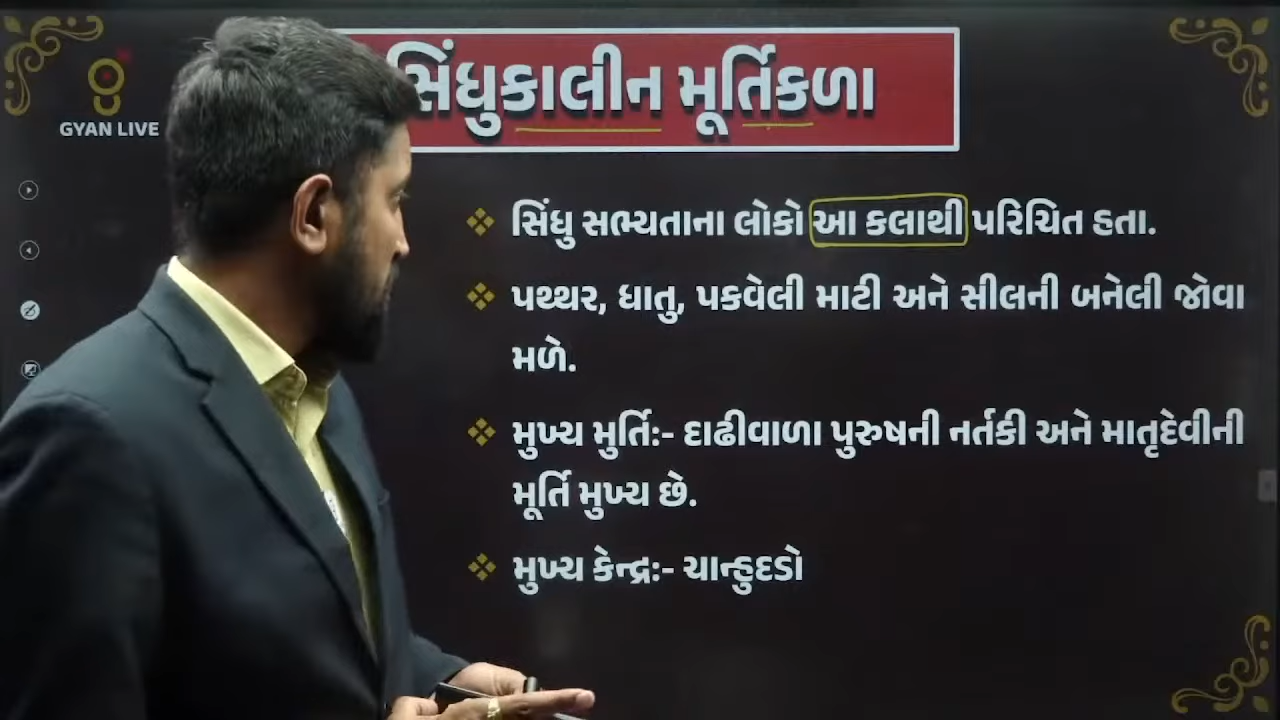 સિંધુકાલીન મૂર્તિકળા
GYAN LIVE
સિંધુ સભ્યતાના લોકો આ કલાથી પરિચિત હતા.
પથ્થર, ધાતુ, પકવેલી માટી અને સીલની બનેલી જોવા
મળે.
મુખ્ય મુર્તિ:- દાઢીવાળા પુરુષની નર્તકી અને માતૃદેવીની
મૂર્તિ મુખ્ય છે.
મુખ્ય કેન્દ્ર:- ચાન્હુદડો